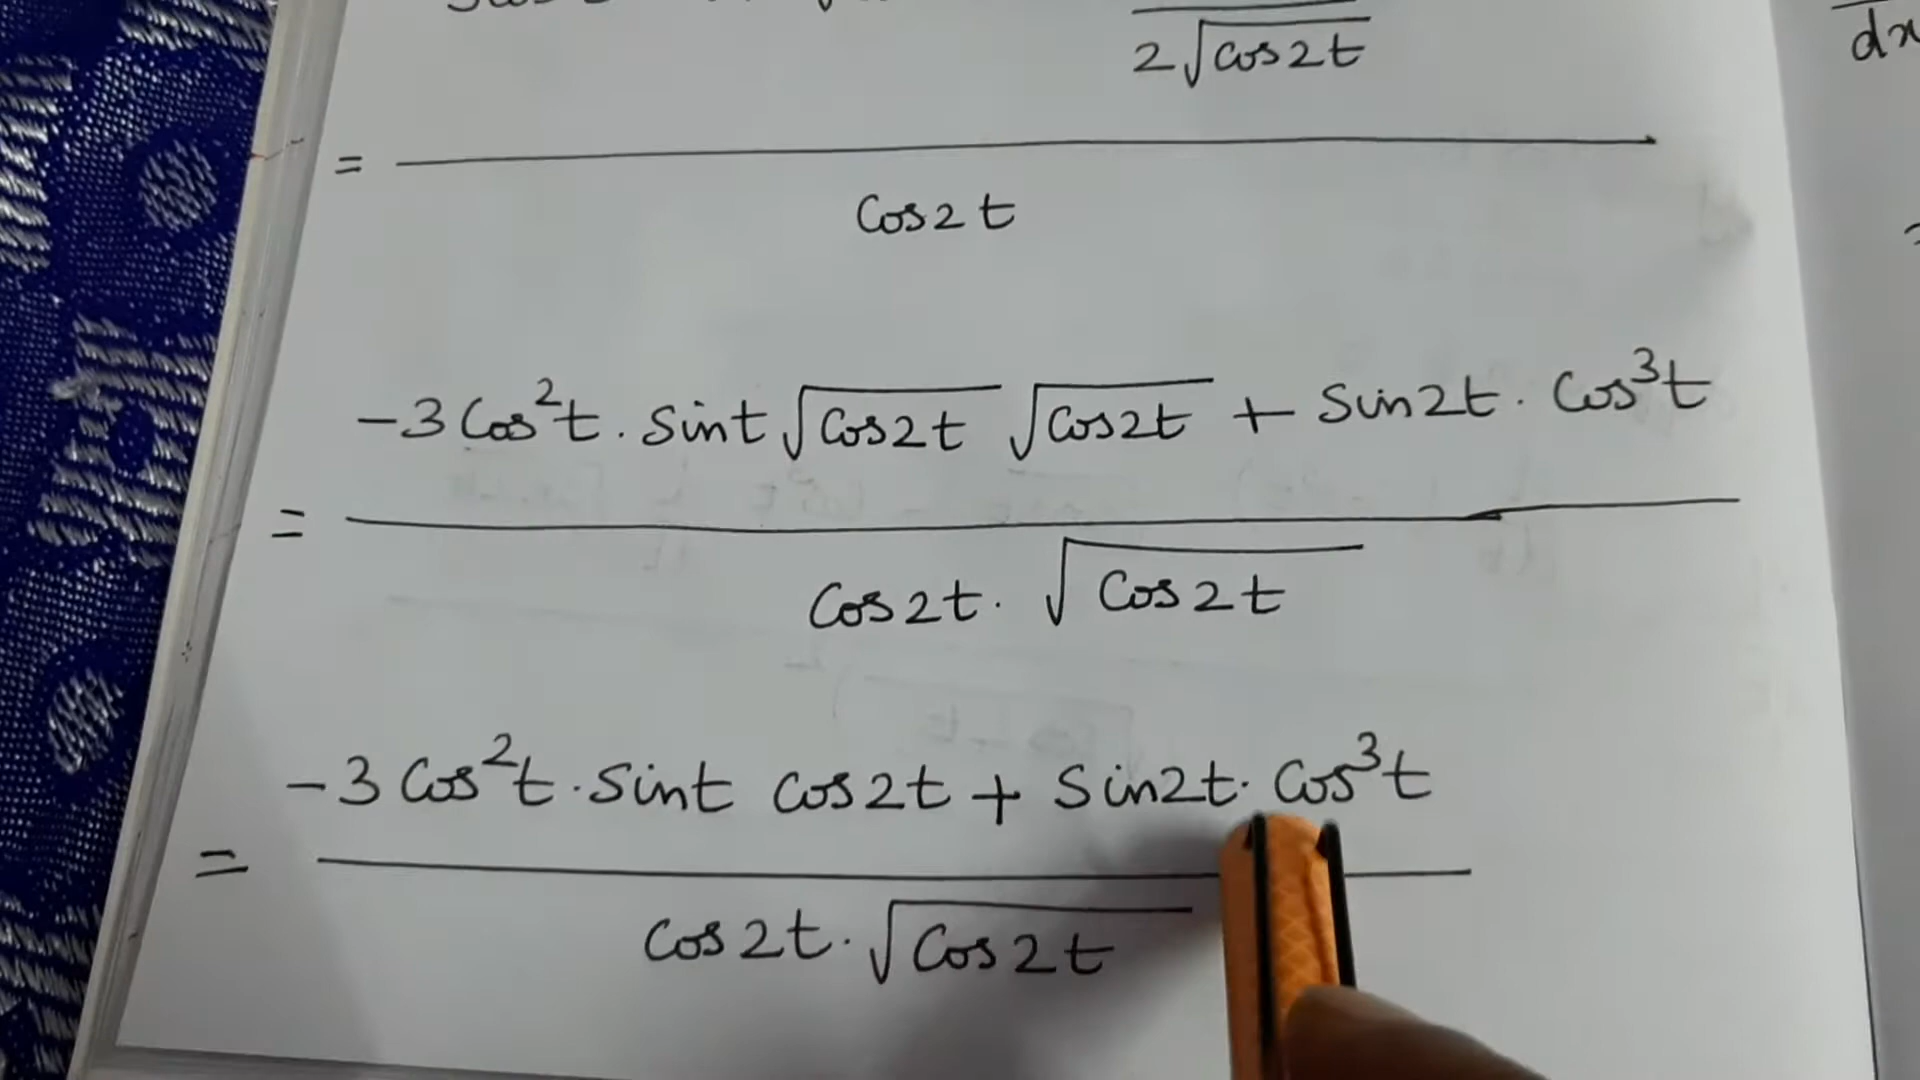 2√cos2t
dx
=
Cos2t
-3Cos²t. Sint√Cos2t √Cos2t + Sin2t. Cos³t
=
Cos2t. √Cos2t
-3Cos²t.Sint Cos2t + Sin2t. Cos³t
=
Cos2t. √Cos2t